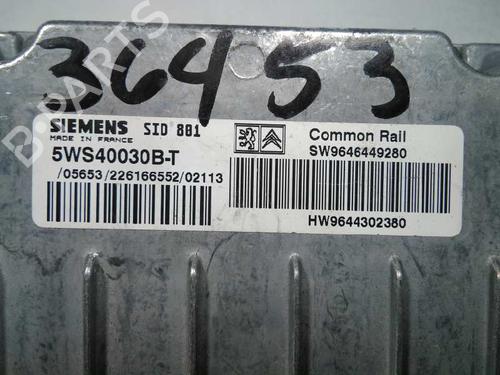 36453
B-PARTS
SIEMENS SID 801
MADE IN FRANCE
5WS40030B-T
/05653/226166552/02113
Common Rail
SW9646449280
HW9644302380